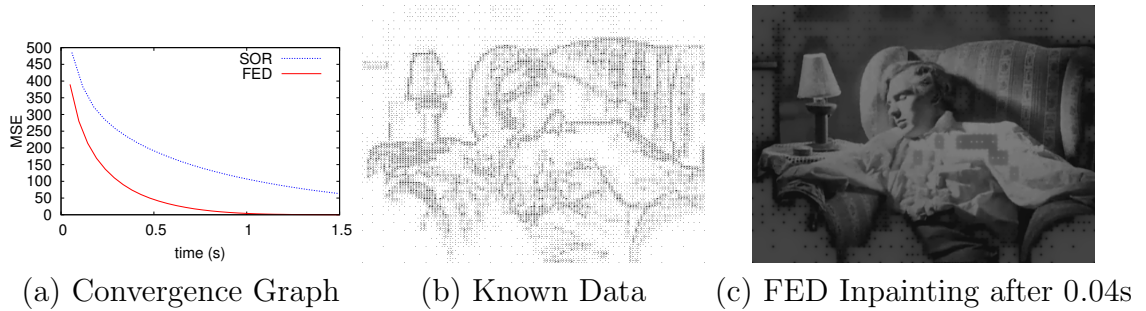 500
450
400
350
300
250
200
150
100
50
0
MSE
SOR
FED
0 0.5 1 1.5
time (s)
(a) Convergence Graph
(b) Known Data
(c) FED Inpainting after 0.04s